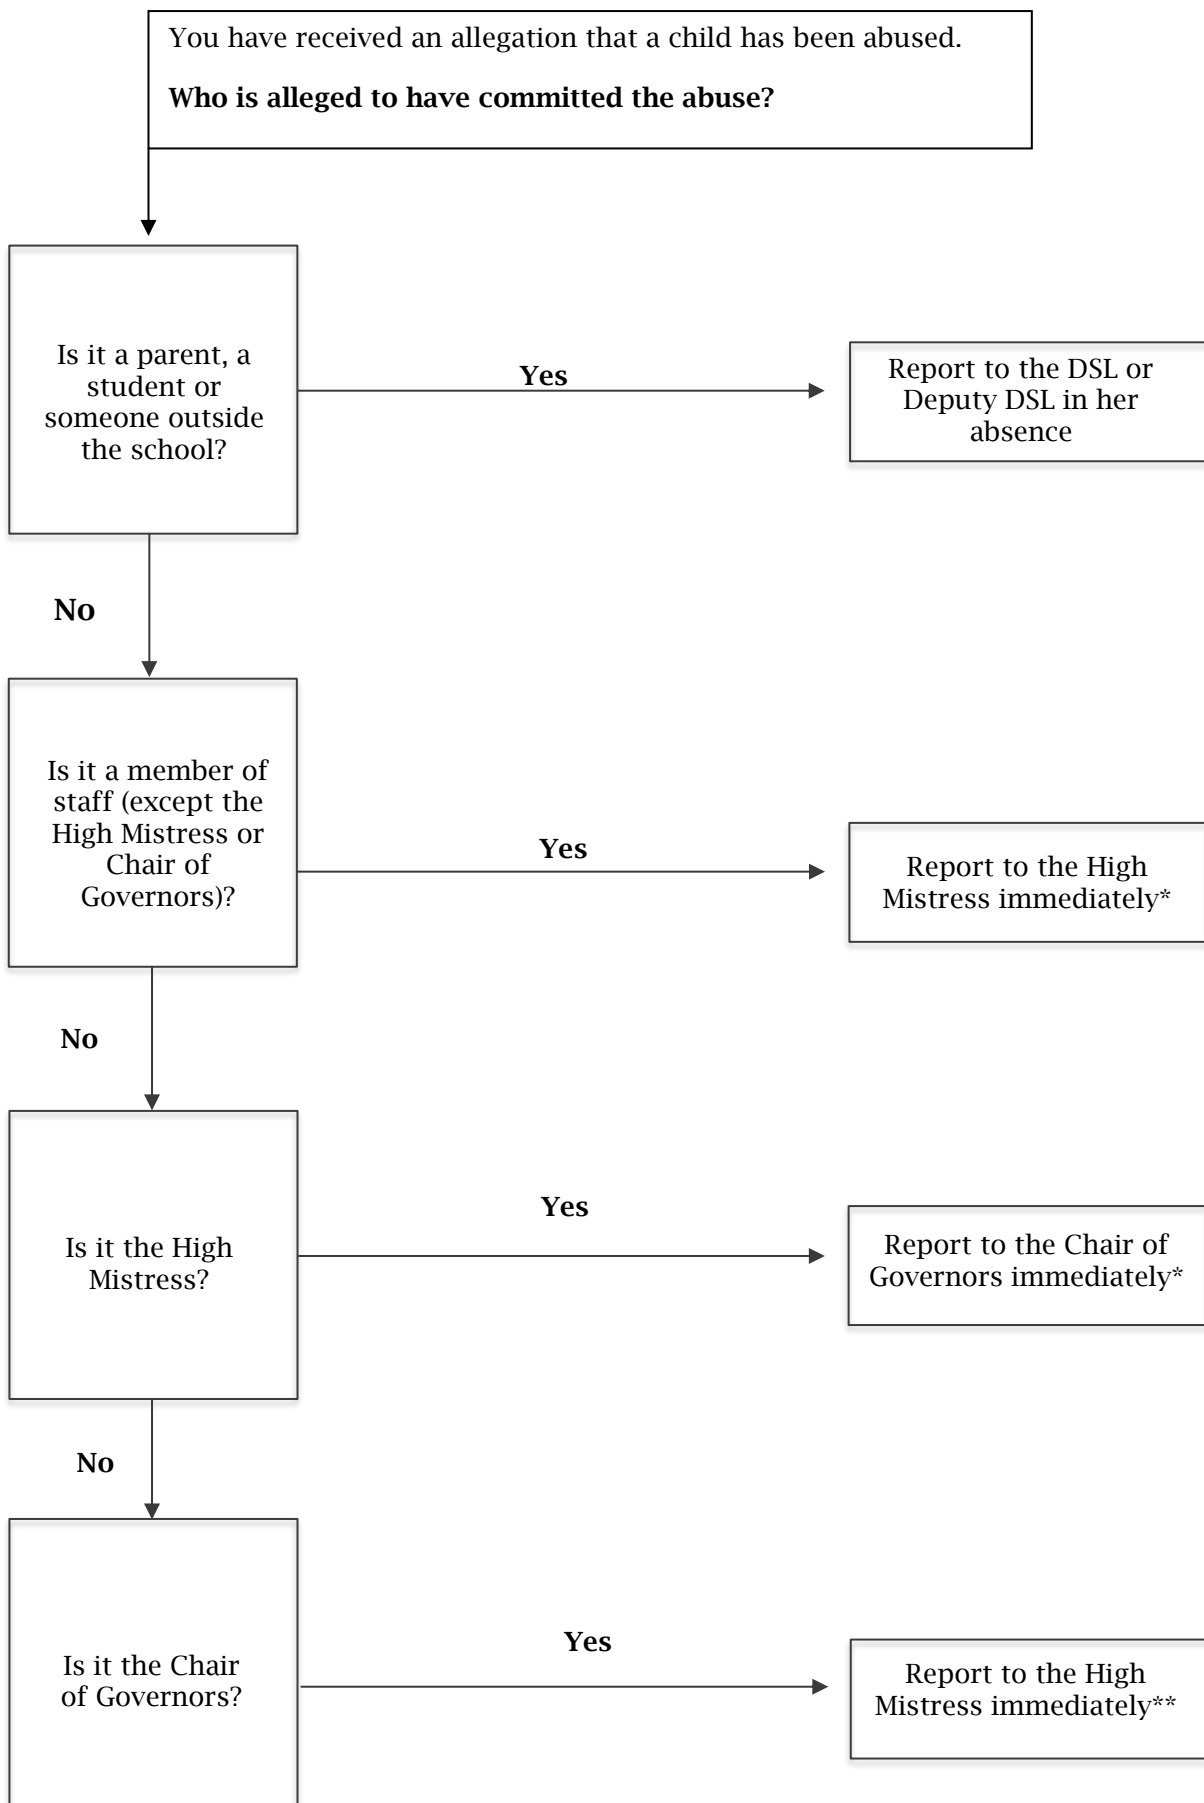 You have received an allegation that a child has been abused.
Who is alleged to have committed the abuse?
Is it a parent, a
student or
someone outside
the school?
Yes
Report to the DSL or
Deputy DSL in her
absence
No
Is it a member of
staff (except the
High Mistress or
Chair of
Governors)?
Yes
Report to the High
Mistress immediately*
No
Is it the High
Mistress?
Yes
Report to the Chair of
Governors immediately*
No
Is it the Chair
of Governors?
Yes
Report to the High
Mistress immediately**